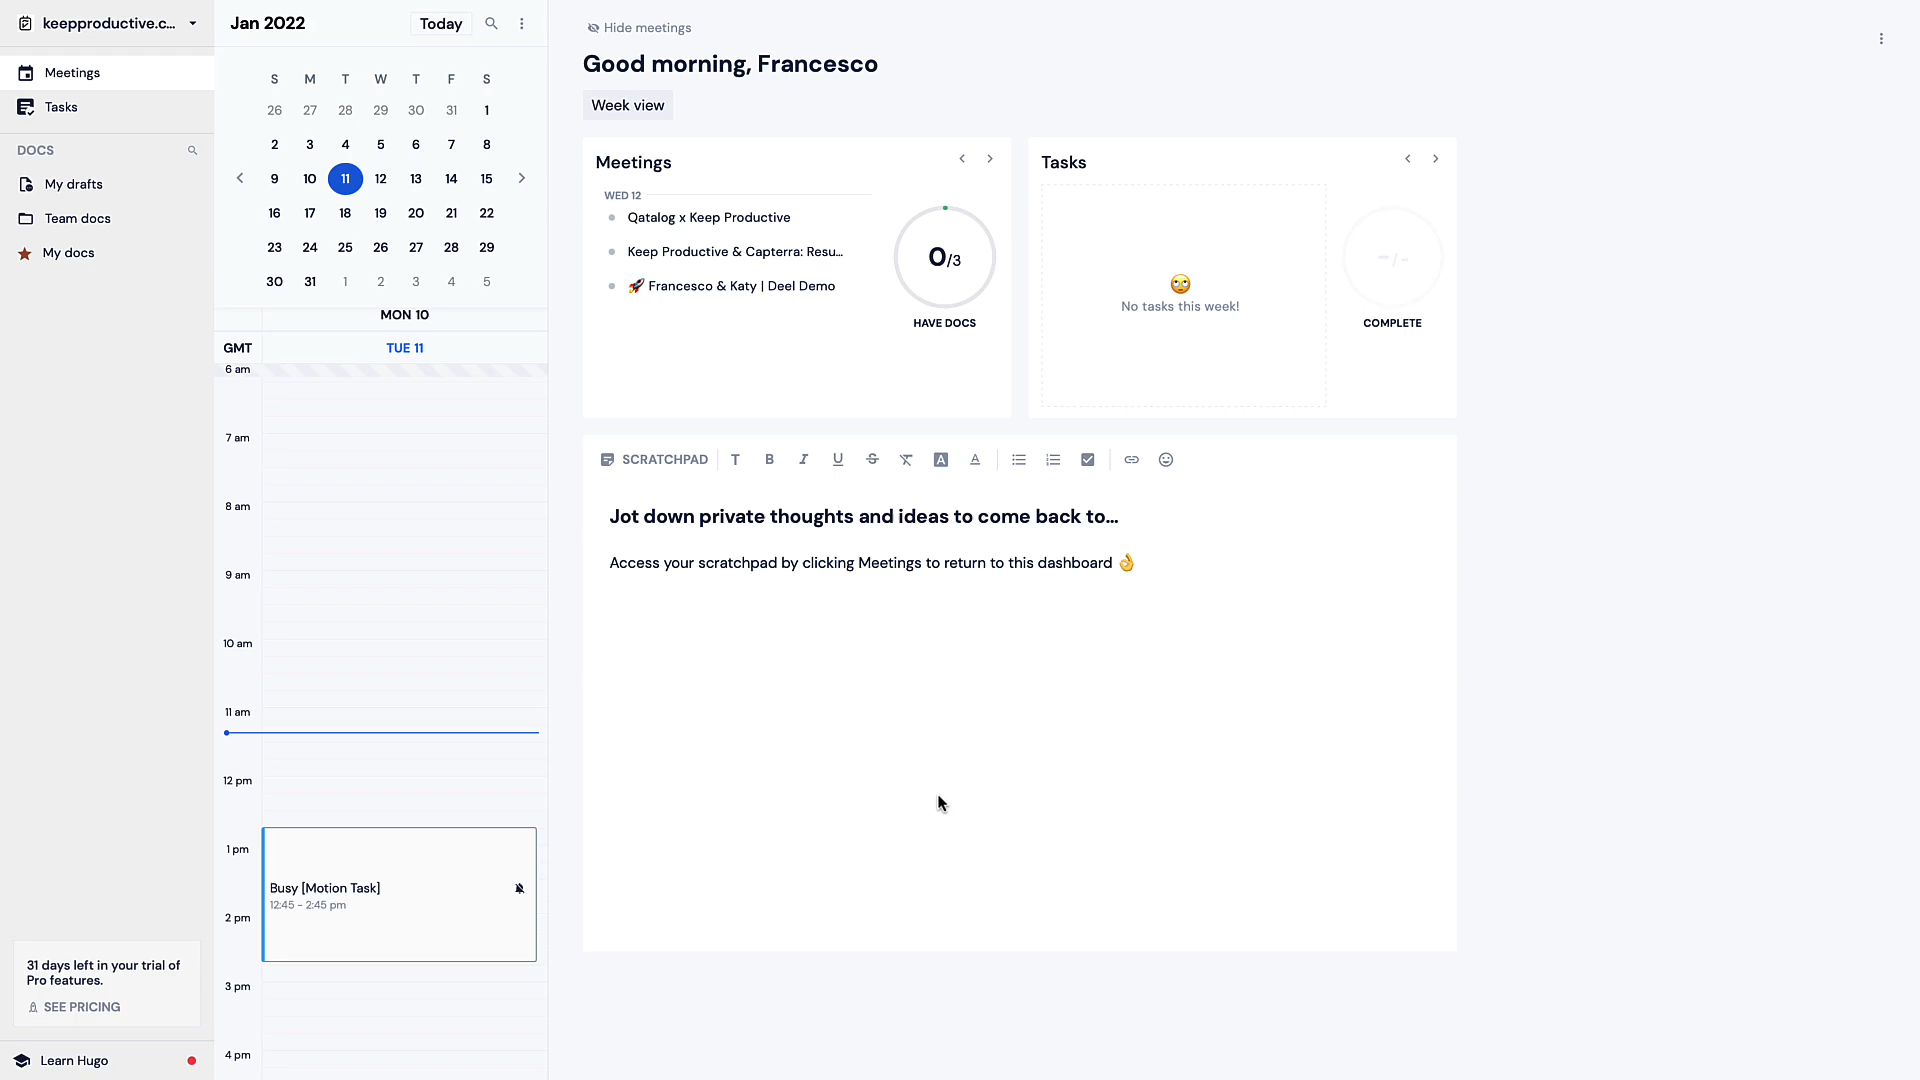 keepproductive.c...
Meetings
Tasks
DOCS
My drafts
Team docs
My docs
31 days left in your trial of
Pro features.
SEE PRICING
Learn Hugo
Jan 2022
Today
S M T W T F S
26 27 28 29 30 31 1
2 3 4 5 6 7 8
9 10 11 12 13 14 15
16 17 18 19 20 21 22
23 24 25 26 27 28 29
30 31 1 2 3 4 5
MON 10
GMT TUE 11
6 am
7 am
8 am
9 am
10 am
11 am
12 pm
1 pm
Busy [Motion Task]
12:45 - 2:45 pm
2 pm
3 pm
4 pm
Hide meetings
Good morning, Francesco
Week view
Meetings
WED 12
Qatalog x Keep Productive
Keep Productive & Capterra: Resu...
🚀 Francesco & Katy | Deel Demo
0/3
HAVE DOCS
Tasks
🙄
No tasks this week!
-/-
COMPLETE
SCRATCHPAD T B I U S A A
Jot down private thoughts and ideas to come back to...
Access your scratchpad by clicking Meetings to return to this dashboard 👌